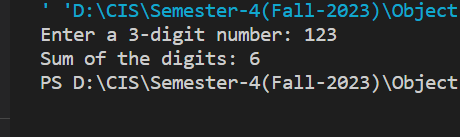 ' 'D:\CIS\Semester-4(Fall-2023)\Object
Enter a 3-digit number: 123
Sum of the digits: 6
PS D:\CIS\Semester-4(Fall-2023)\Object